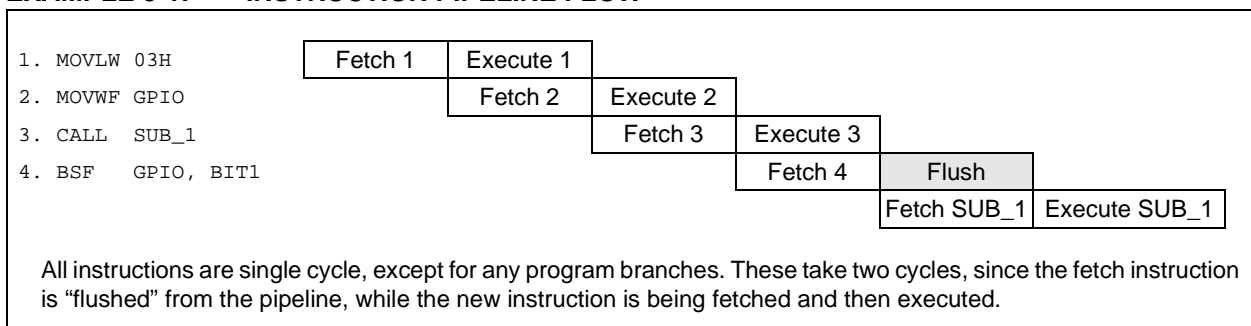 1. MOVLW 03H Fetch 1 Execute 1
2. MOVWF GPIO Fetch 2 Execute 2
3. CALL SUB_1 Fetch 3 Execute 3
4. BSF GPIO, BIT1 Fetch 4 Flush
Fetch SUB_1 Execute SUB_1
All instructions are single cycle, except for any program branches. These take two cycles, since the fetch instruction
is “flushed” from the pipeline, while the new instruction is being fetched and then executed.